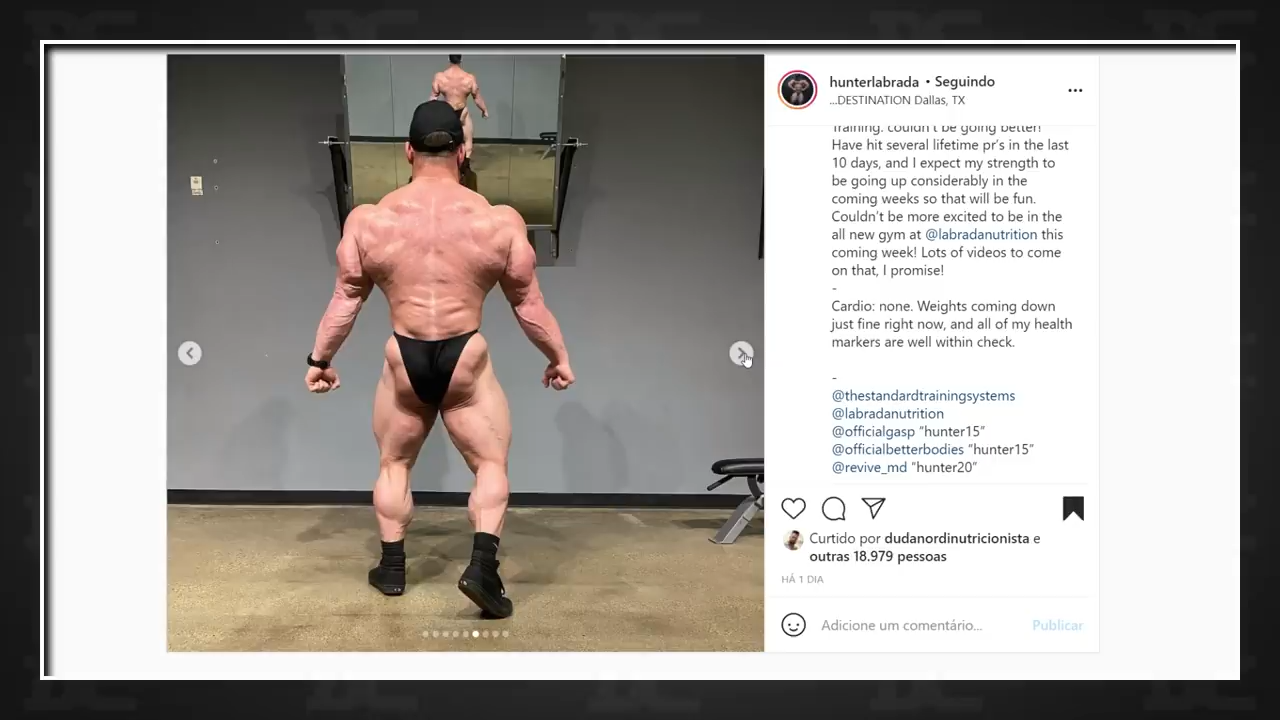 hunterlabrada • Seguindo
...DESTINATION Dallas, TX
Training: couldn't be going better!
Have hit several lifetime pr's in the last
10 days, and I expect my strength to
be going up considerably in the
coming weeks so that will be fun.
Couldn't be more excited to be in the
all new gym at @labradanutrition this
coming week! Lots of videos to come
on that, I promise!
-
Cardio: none. Weights coming down
just fine right now, and all of my health
markers are well within check.
-
@thestandardtrainingsystems
@labradanutrition
@officialgasp "hunter15"
@officialbetterbodies "hunter15"
@revive_md "hunter20"
Curtido por dudanordinutricionista e
outras 18.979 pessoas
HÁ 1 DIA
Adicione um comentário... Publicar